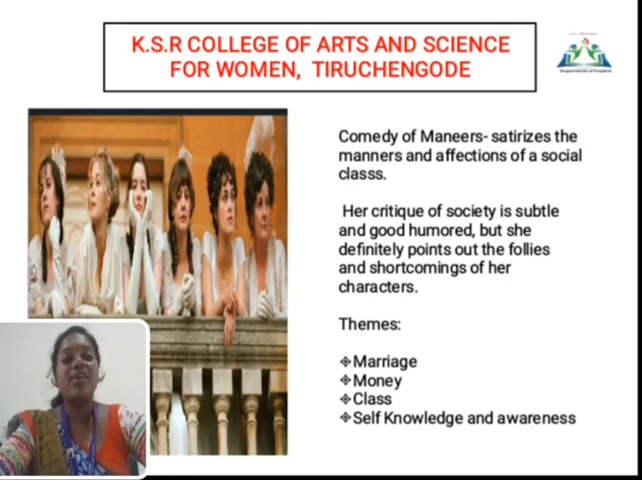 K.S.R COLLEGE OF ARTS AND SCIENCE
FOR WOMEN, TIRUCHENGODE
Comedy of Maneers- satirizes the
manners and affections of a social
classs.
Her critique of society is subtle
and good humored, but she
definitely points out the follies
and shortcomings of her
characters.
Themes:
❖Marriage
❖Money
❖Class
❖Self Knowledge and awareness